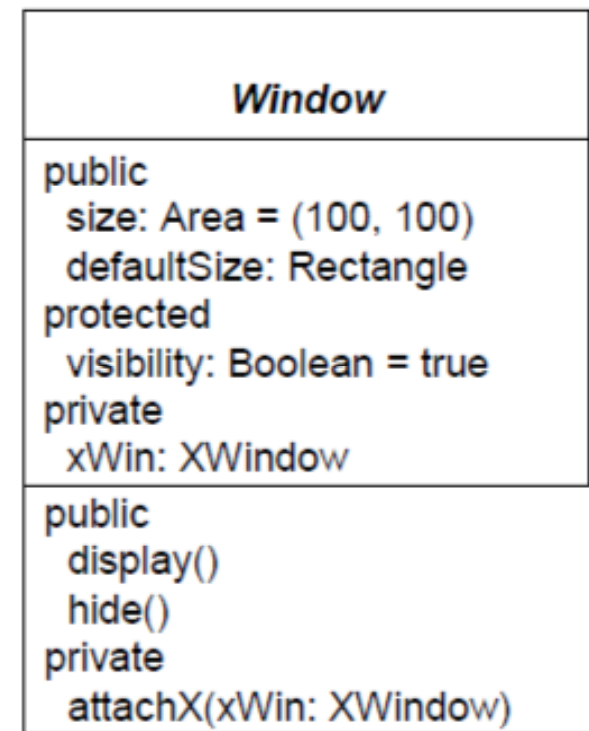 Window
public
size: Area = (100, 100)
defaultSize: Rectangle
protected
visibility: Boolean = true
private
xWin: XWindow
public
display()
hide()
private
attachX(xWin: XWindow)